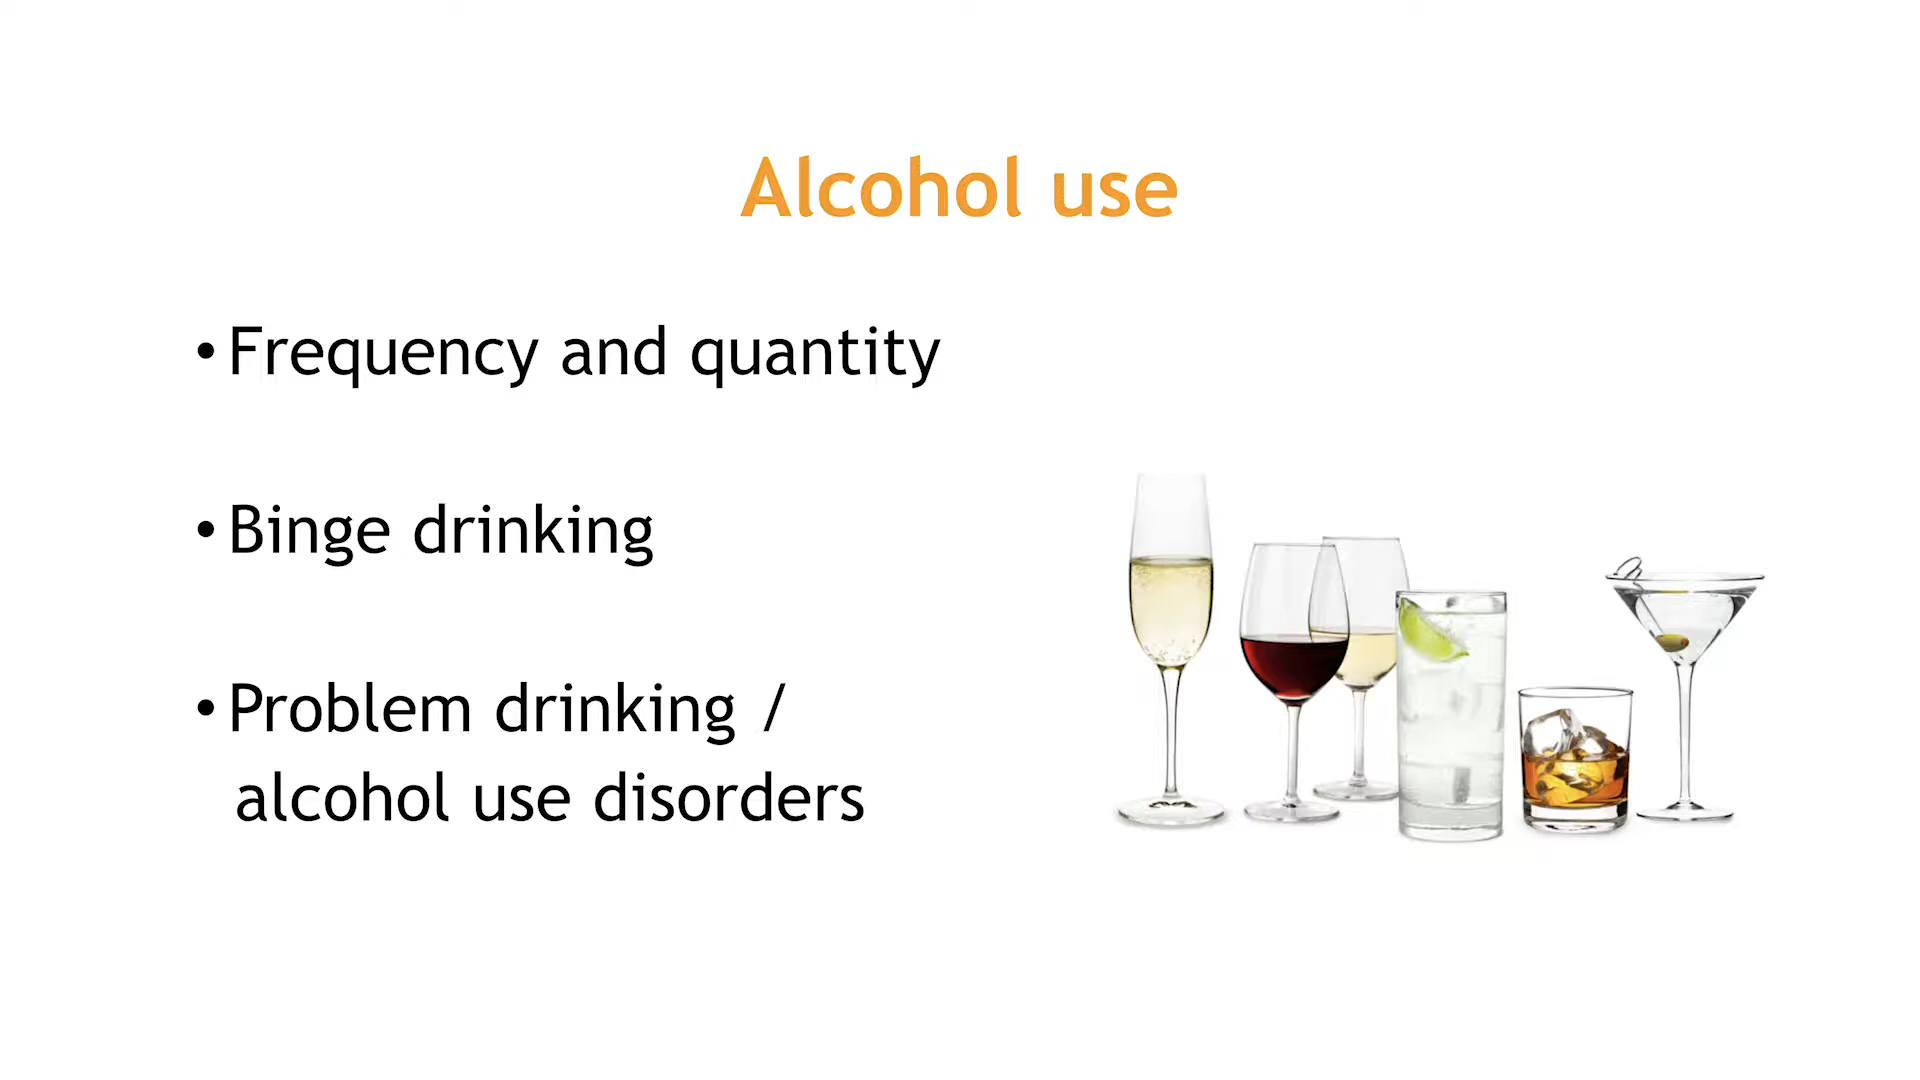 Alcohol use
• Frequency and quantity
• Binge drinking
• Problem drinking /
alcohol use disorders